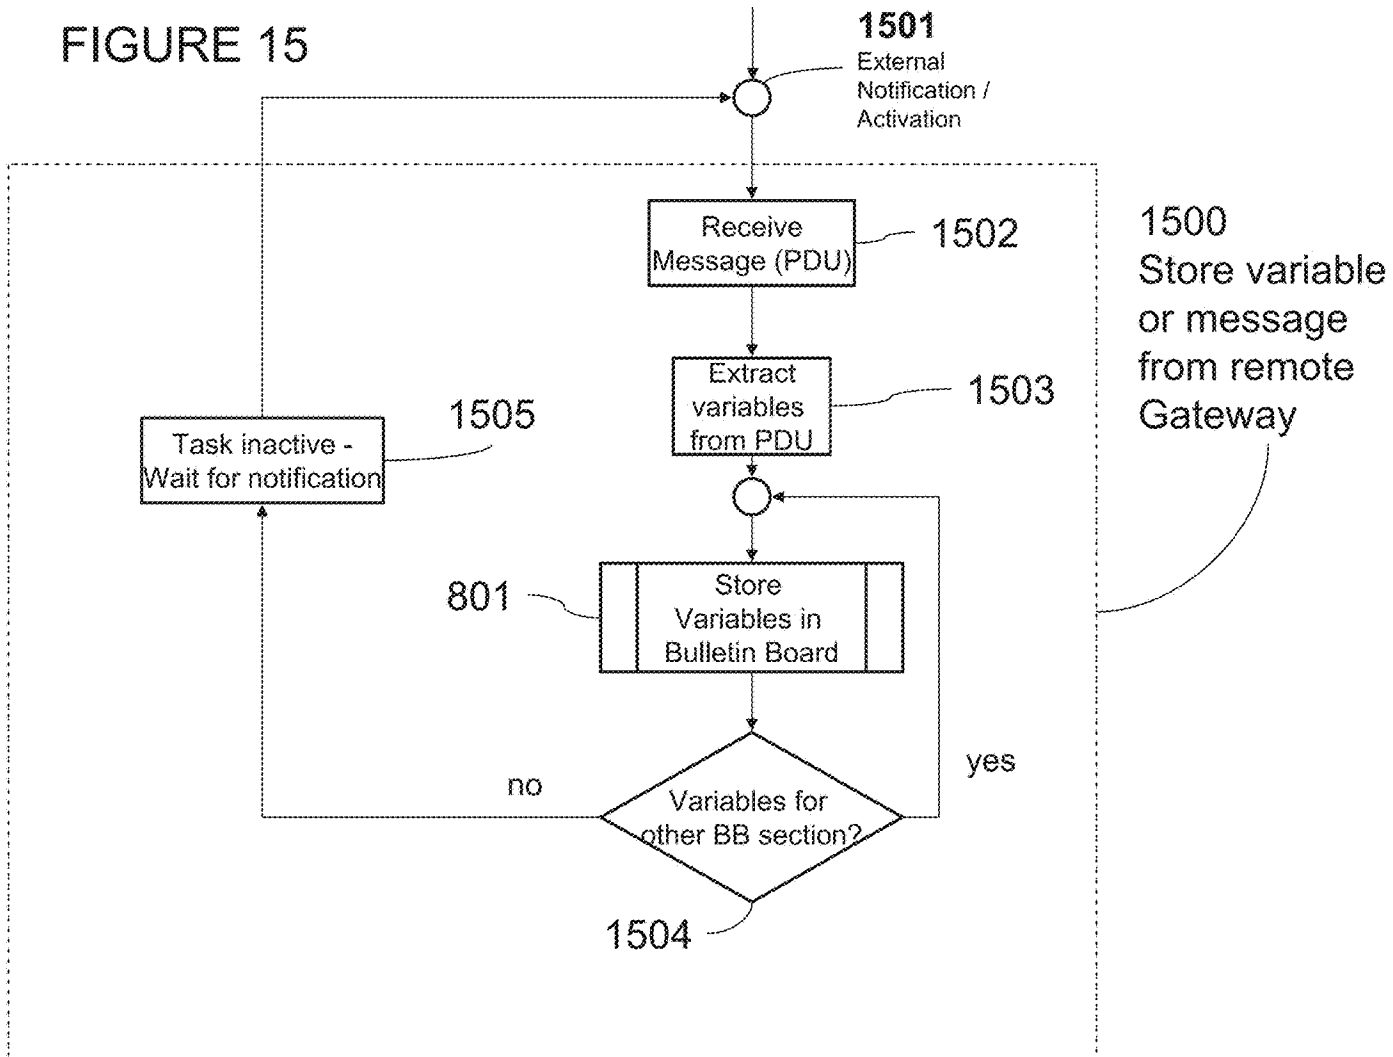 FIGURE 15
1501
External
Notification /
Activation
Receive
Message (PDU)
1502
1500
Store variable
or message
from remote
Gateway
Extract
variables
from PDU
1503
1505
Task inactive -
Wait for notification
801
Store
Variables in
Bulletin Board
no
yes
Variables for
other BB section?
1504